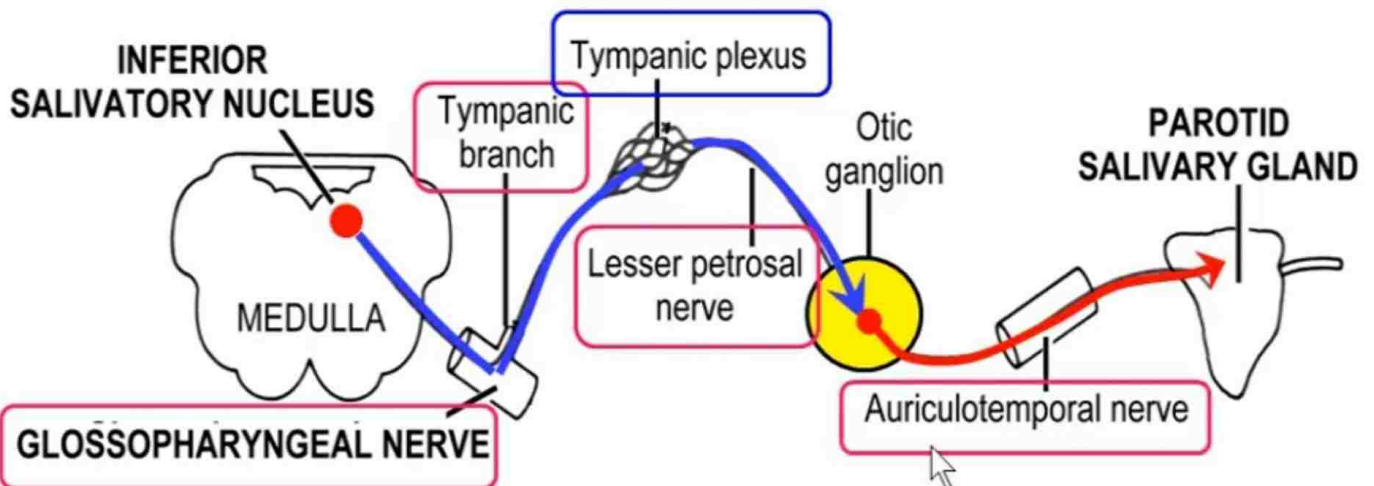 INFERIOR
SALIVATORY NUCLEUS
Tympanic
branch
Tympanic plexus
Otic
ganglion
PAROTID
SALIVARY GLAND
Lesser petrosal
nerve
MEDULLA
GLOSSOPHARYNGEAL NERVE
Auriculotemporal nerve